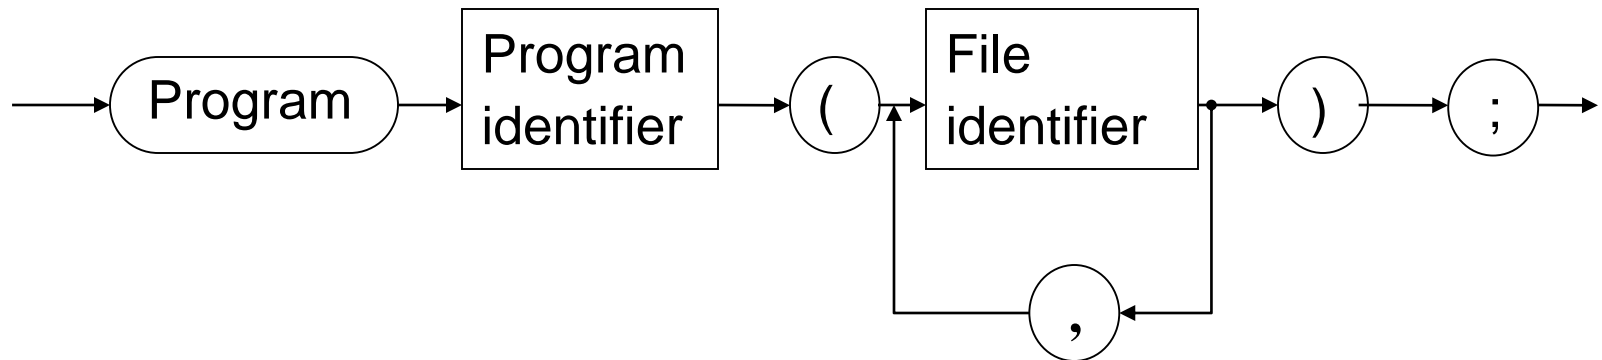 Program
Program
identifier
(
File
identifier
)
;
,